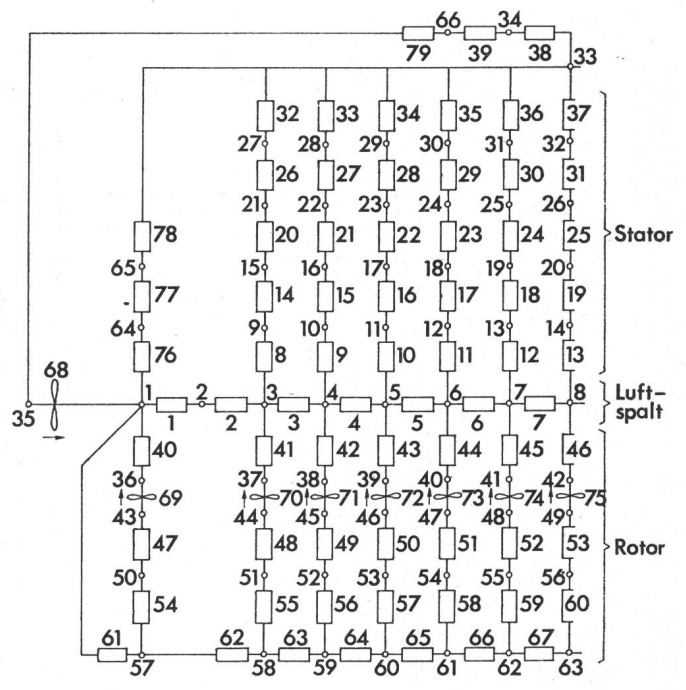 66 34
79 39 38
33
32 33 34 35 36 37
27 28 29 30 31 32
26 27 28 29 30 31
21 22 23 24 25 26
78 20 21 22 23 24 25
Stator
65 15 16 17 18 19 20
77 14 15 16 17 18 19
64 9 10 11 12 13 14
76 8 9 10 11 12 13
68
1 2 3 4 5 6 7 8
Luft-
spalt
35
1 2 3 4 5 6 7
40 41 42 43 44 45 46
36 37 38 39 40 41 42
69 70 71 72 73 74 75
43 44 45 46 47 48 49
47 48 49 50 51 52 53
Rotor
50 51 52 53 54 55 56
54 55 56 57 58 59 60
61 62 63 64 65 66 67
57 58 59 60 61 62 63